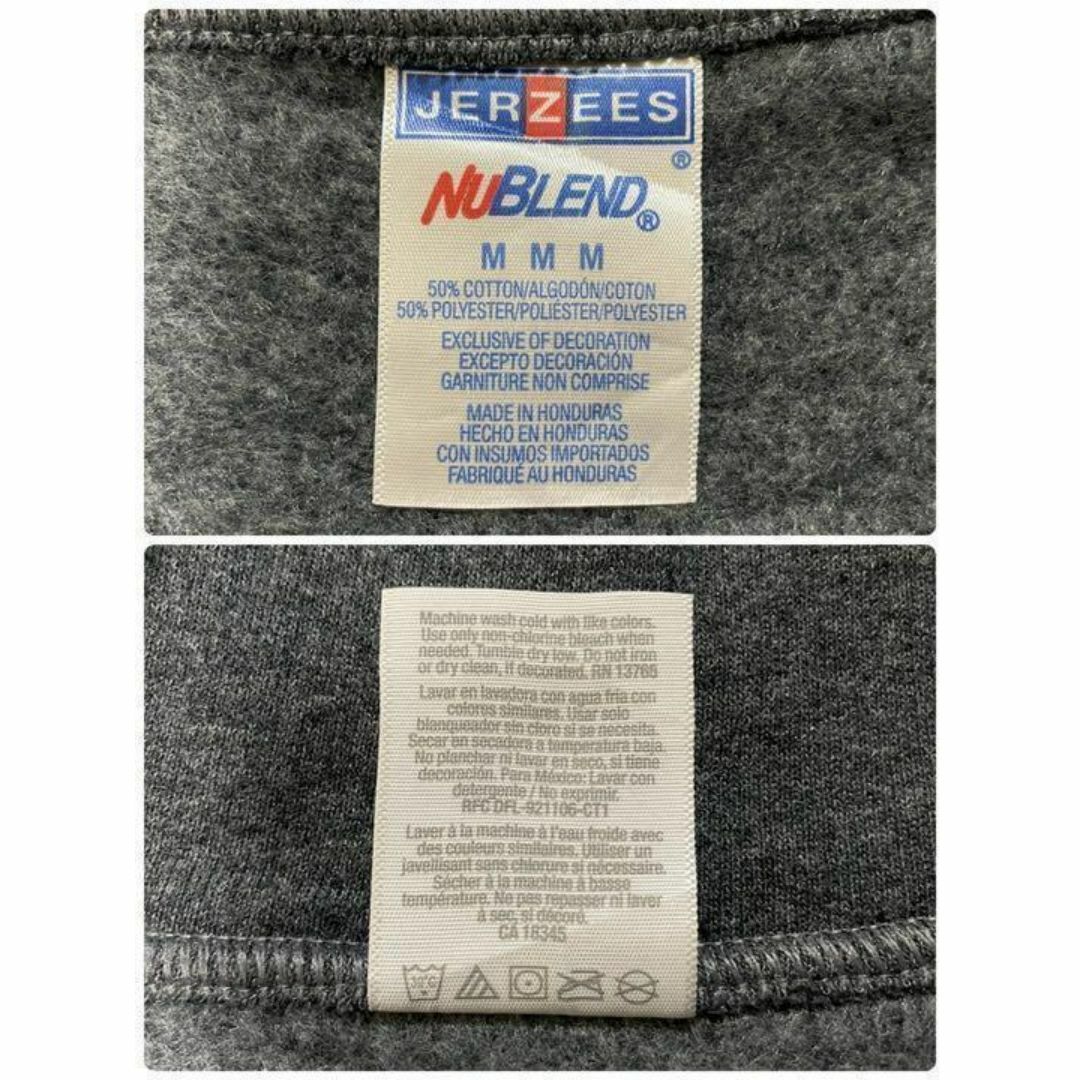 JERZEES
®
NUBLEND®
M M M
50% COTTON/ALGODÓN/COTON
50% POLYESTER/POLIÉSTER/POLYESTER
EXCLUSIVE OF DECORATION
EXCEPTO DECORACIÓN
GARNITURE NON COMPRISE
MADE IN HONDURAS
HECHO EN HONDURAS
CON INSUMOS IMPORTADOS
FABRIQUÉ AU HONDURAS
Machine wash cold with like colors.
Use only non-chlorine bleach when
needed. Tumble dry low. Do not iron
or dry clean, if decorated. RN 13765
Lavar en lavadora con agua fria con
colores similares. Usar solo
blanqueador sin cloro si se necesita.
Secar en secadora a temperatura baja.
No planchar ni lavar en seco, si tiene
decoración. Para México: Lavar con
detergente / No exprimir.
RFC DFL-921106-CT1
Laver à la machine à l'eau froide avec
des couleurs similaires. Utiliser un
javellisant sans chlorure si nécessaire.
Sécher à la machine à basse
température. Ne pas repasser ni laver
à sec, si décoré.
CA 18345